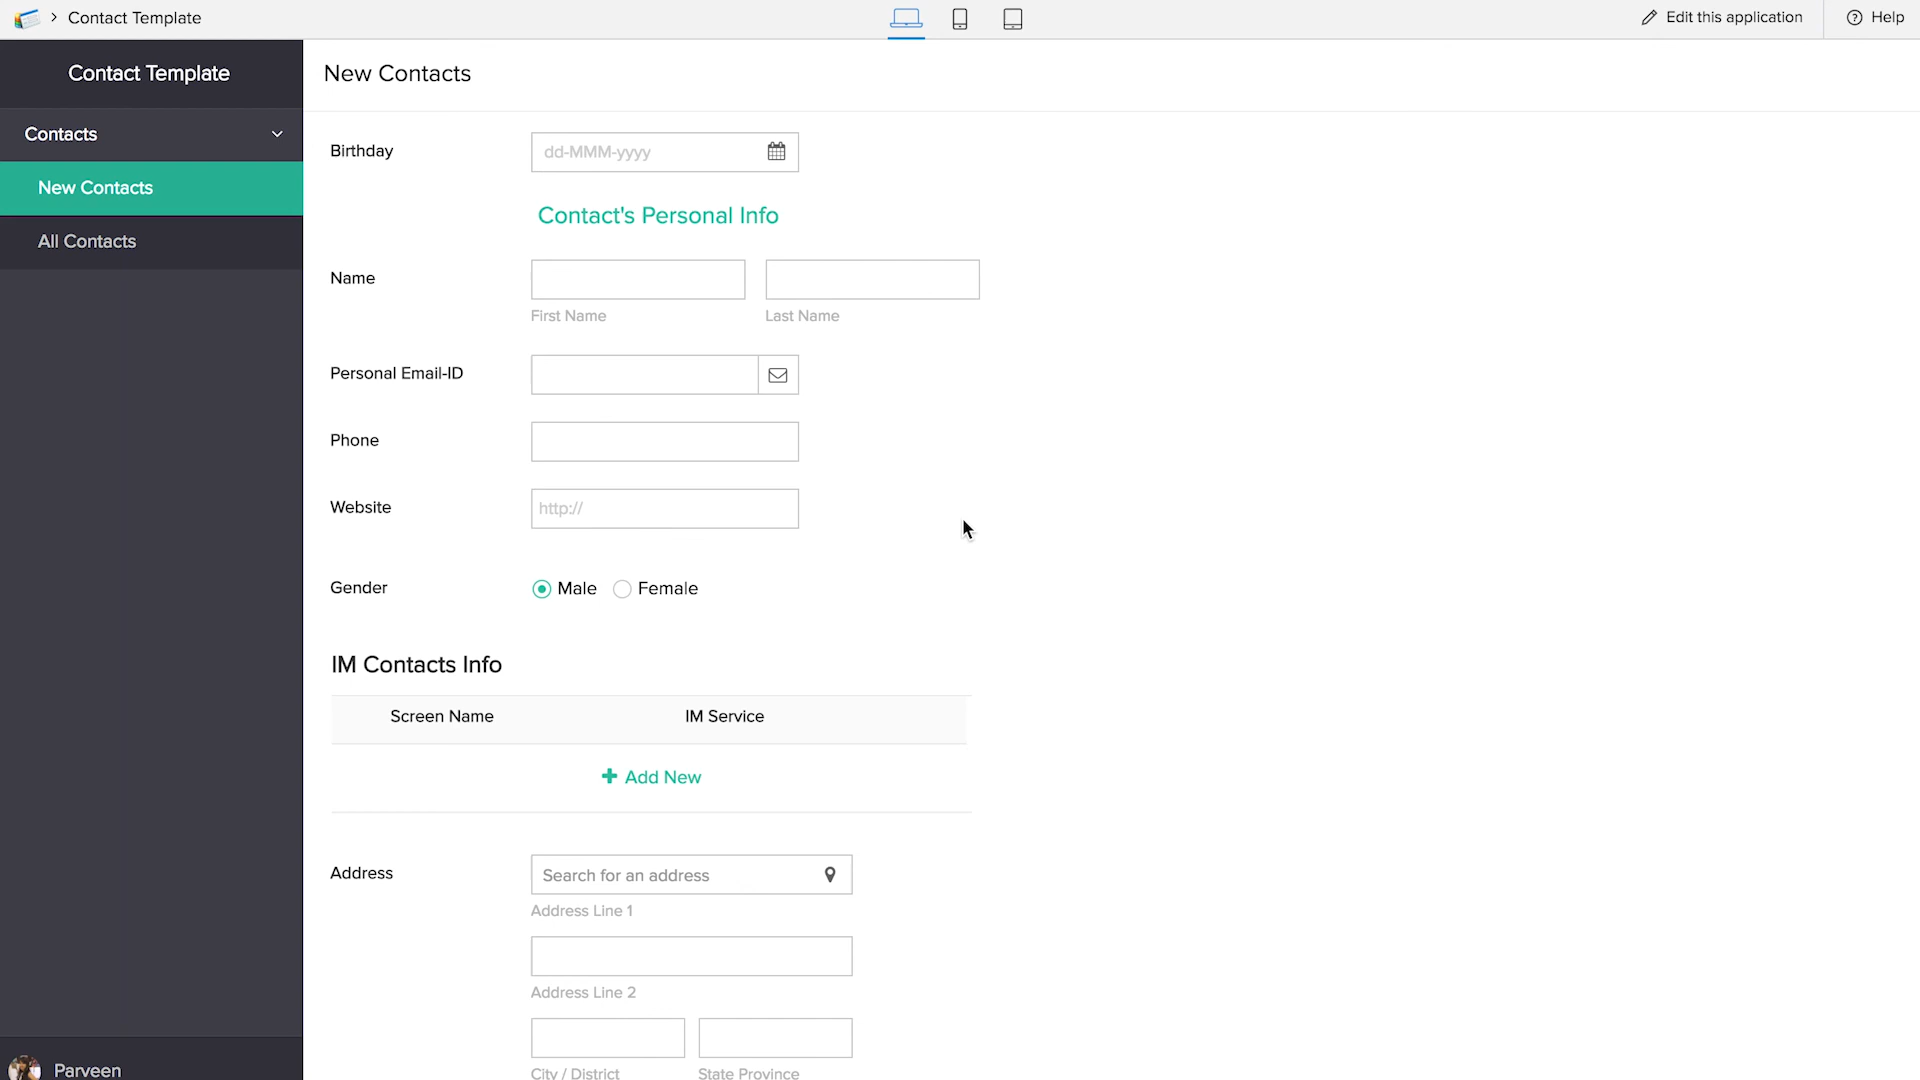 Contact Template
Edit this application
Help
Contact Template
Contacts
New Contacts
All Contacts
Parveen
New Contacts
Birthday
dd-MMM-yyyy
Contact's Personal Info
Name
First Name
Last Name
Personal Email-ID
Phone
Website
http://
Gender
Male
Female
IM Contacts Info
Screen Name
IM Service
Add New
Address
Search for an address
Address Line 1
Address Line 2
City / District
State Province